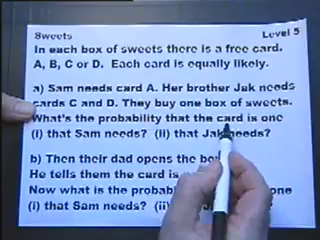 Sweets Level 5
In each box of sweets there is a free card.
A, B, C or D. Each card is equally likely.
a) Sam needs card A. Her brother Jak needs
cards C and D. They buy one box of sweets.
What's the probability that the card is one
(i) that Sam needs? (ii) that Jak needs?
b) Then their dad opens the
He tells them the card is
Now what is the one
(i) that Sam needs? needs?